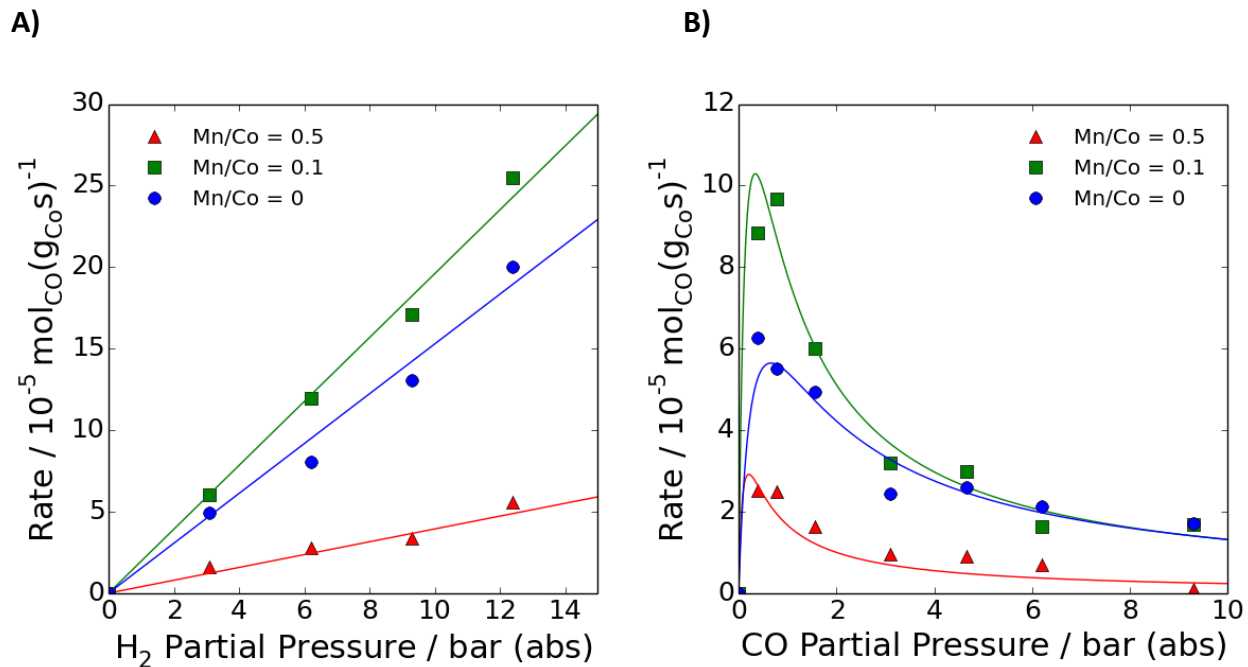 A)
B)
30
25
20
15
10
5
0
Rate / 10⁻⁵ mol_CO(g_Co s)⁻¹
Mn/Co = 0.5
Mn/Co = 0.1
Mn/Co = 0
0 2 4 6 8 10 12 14
H₂ Partial Pressure / bar (abs)
12
10
8
6
4
2
0
Rate / 10⁻⁵ mol_CO(g_Co s)⁻¹
Mn/Co = 0.5
Mn/Co = 0.1
Mn/Co = 0
0 2 4 6 8 10
CO Partial Pressure / bar (abs)